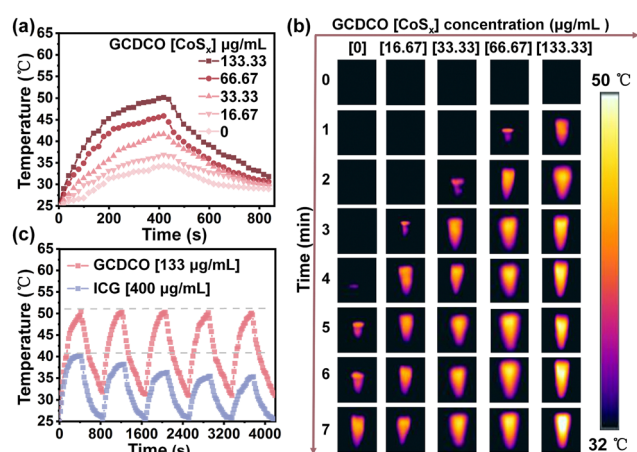 (a)
GCDCO
[CoSₓ] μg/mL
133.33
66.67
33.33
16.67
0
65
60
55
50
45
40
35
30
25
Temperature (℃)
0 200 400 600 800
Time (s)
(b)
GCDCO [CoSₓ] concentration (μg/mL )
[0] [16.67] [33.33] [66.67] [133.33]
0
1
2
3
4
5
6
7
Time (min)
50 ℃
32 ℃
(c)
GCDCO [133 μg/mL]
ICG [400 μg/mL]
65
60
55
50
45
40
35
30
25
Temperature (℃)
0 800 1600 2400 3200 4000
Time (s)